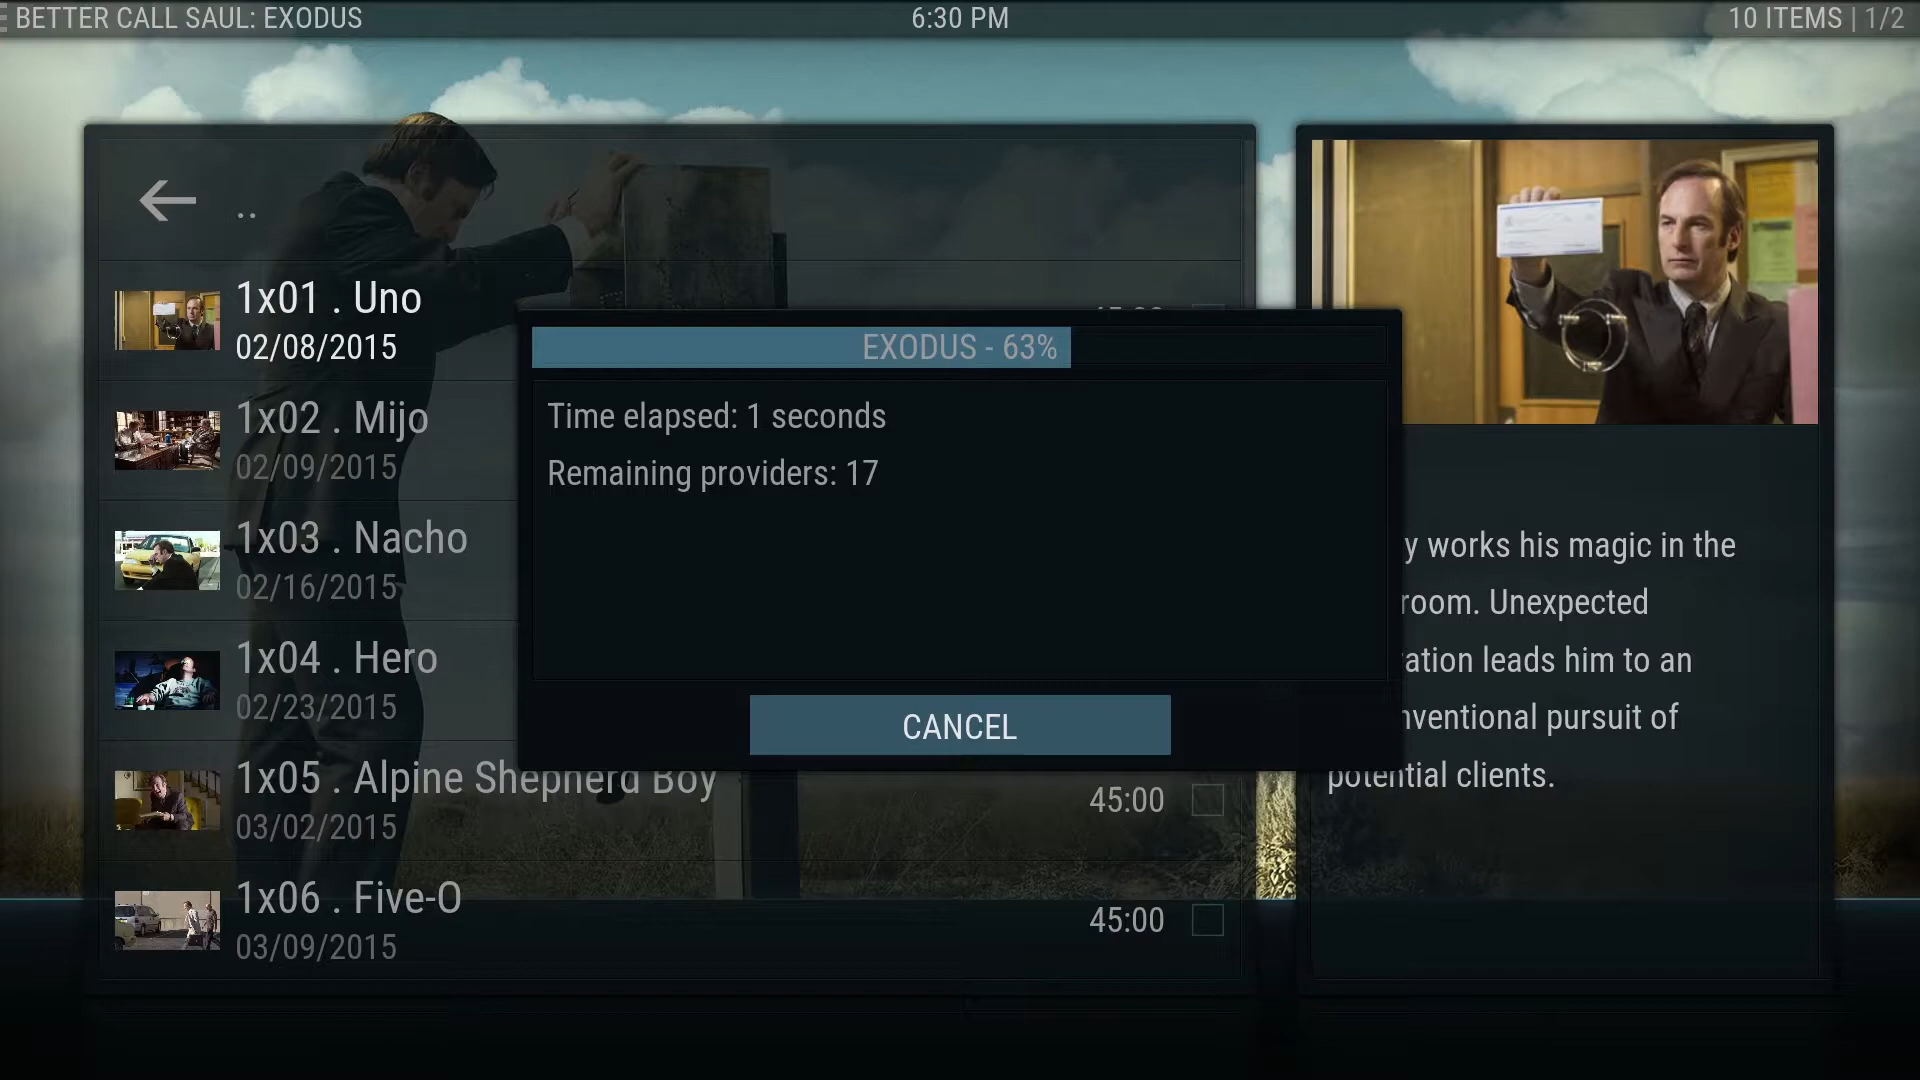 BETTER CALL SAUL: EXODUS
6:30 PM
10 ITEMS | 1/2
..
1x01 . Uno
02/08/2015
1x02 . Mijo
02/09/2015
1x03 . Nacho
02/16/2015
1x04 . Hero
02/23/2015
1x05 . Alpine Shepherd Boy
03/02/2015
45:00
1x06 . Five-O
03/09/2015
45:00
EXODUS - 63%
Time elapsed: 1 seconds
Remaining providers: 17
CANCEL
y works his magic in the
room. Unexpected
ation leads him to an
nventional pursuit of
potential clients.